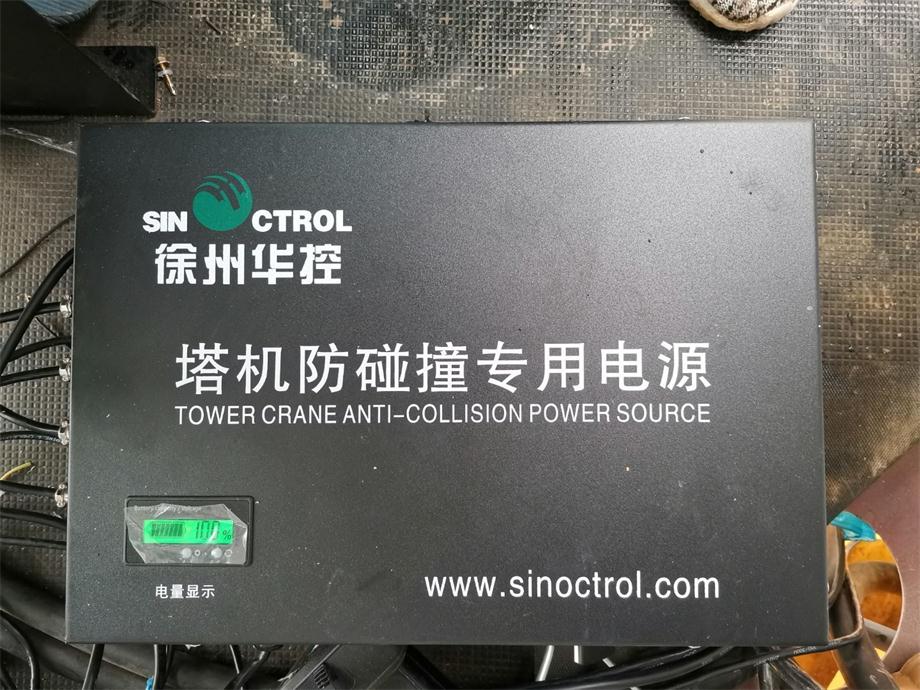 SIN CTROL
徐州华控
塔机防碰撞专用电源
TOWER CRANE ANTI-COLLISION POWER SOURCE
100%
电量显示
www.sinoctrol.com